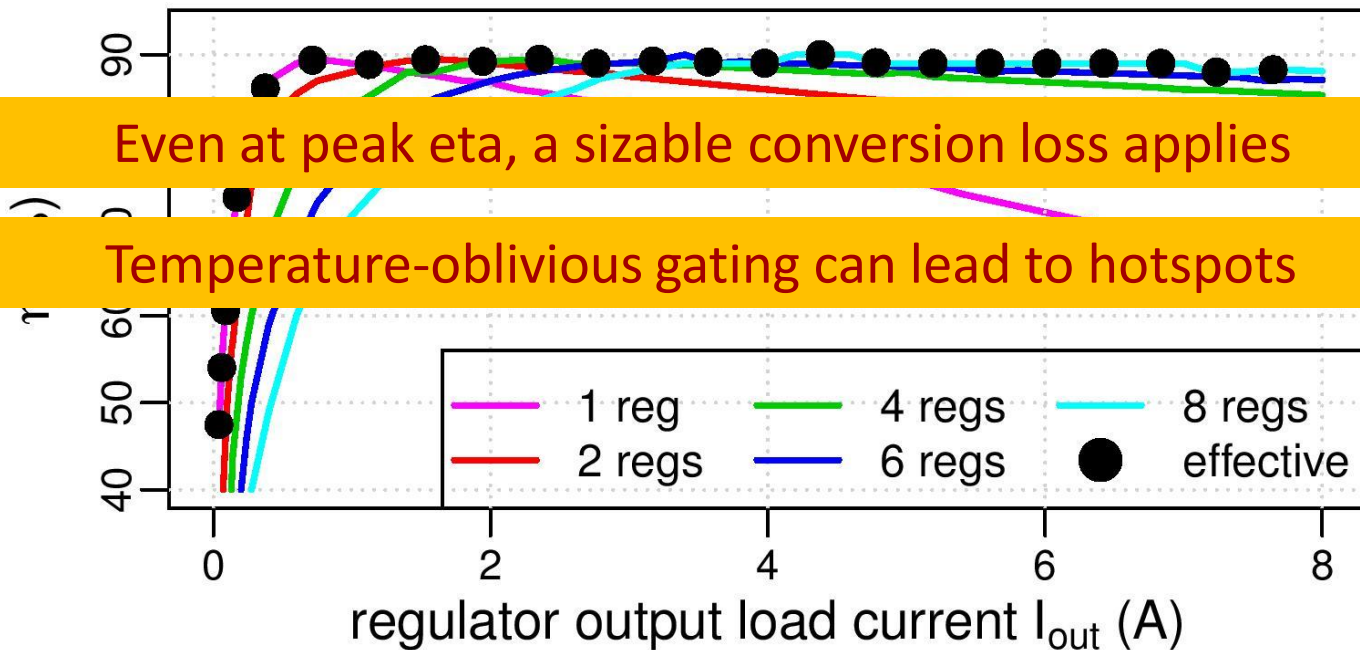 90
Even at peak eta, a sizable conversion loss applies
Temperature-oblivious gating can lead to hotspots
60
50
40
1 reg
4 regs
8 regs
2 regs
6 regs
effective
0
2
4
6
8
regulator output load current Iout (A)